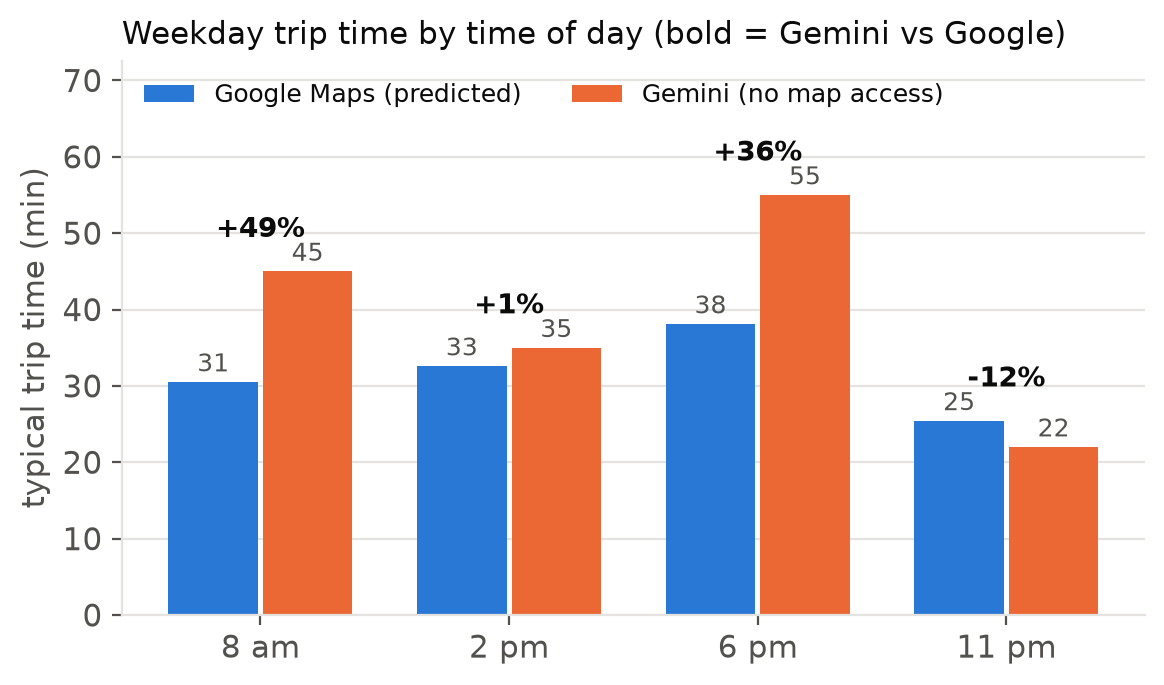 Weekday trip time by time of day (bold = Gemini vs Google)
Google Maps (predicted)
Gemini (no map access)
typical trip time (min)
70
60
50
40
30
20
10
0
+49%
31
45
+1%
33
35
+36%
38
55
-12%
25
22
8 am
2 pm
6 pm
11 pm